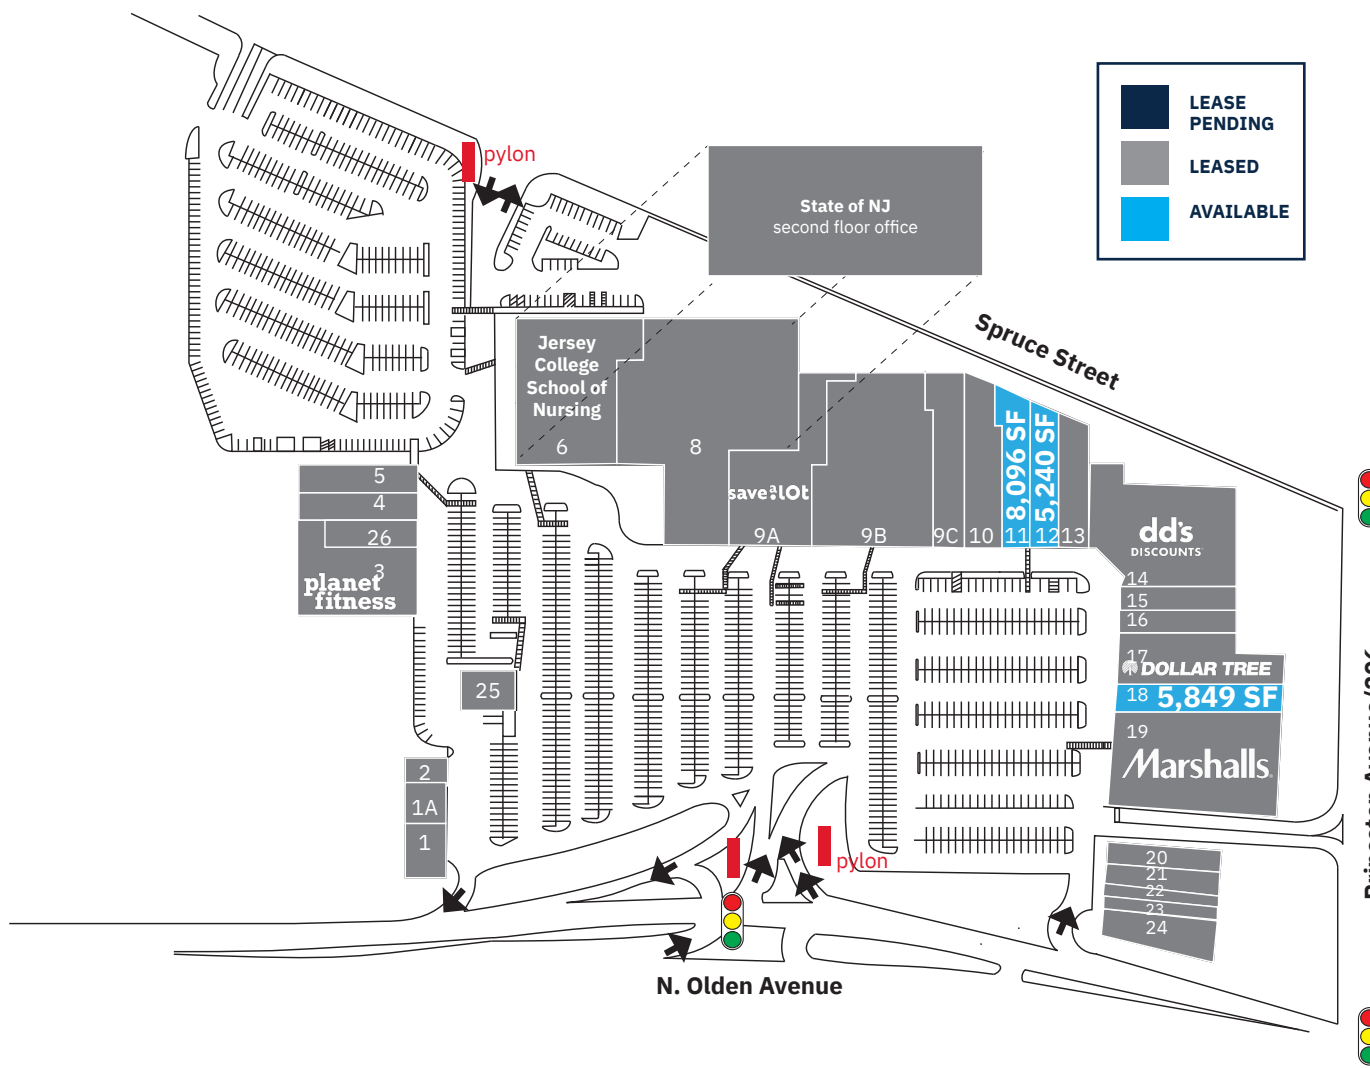 LEASE
PENDING
LEASED
AVAILABLE
pylon
State of NJ
second floor office
Spruce Street
Jersey
College
School of
Nursing
6
8
save a lot
9A
9B
9C
10
11
8,096 SF
12
5,240 SF
13
5
4
26
3
planet
fitness
dd's
DISCOUNTS
14
15
16
17
DOLLAR TREE
18
5,849 SF
19
Marshalls
25
2
1A
1
pylon
20
21
22
23
24
N. Olden Avenue